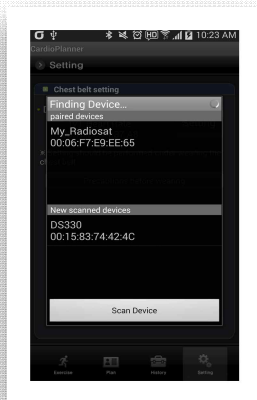 HD 10:23 AM
CardioPlanner
Setting
Chest belt setting
Finding Device...
paired devices
My_Radiosat
00:06:F7:E9:EE:65
New scanned devices
DS330
00:15:83:74:42:4C
Scan Device
Exercise Plan History Setting